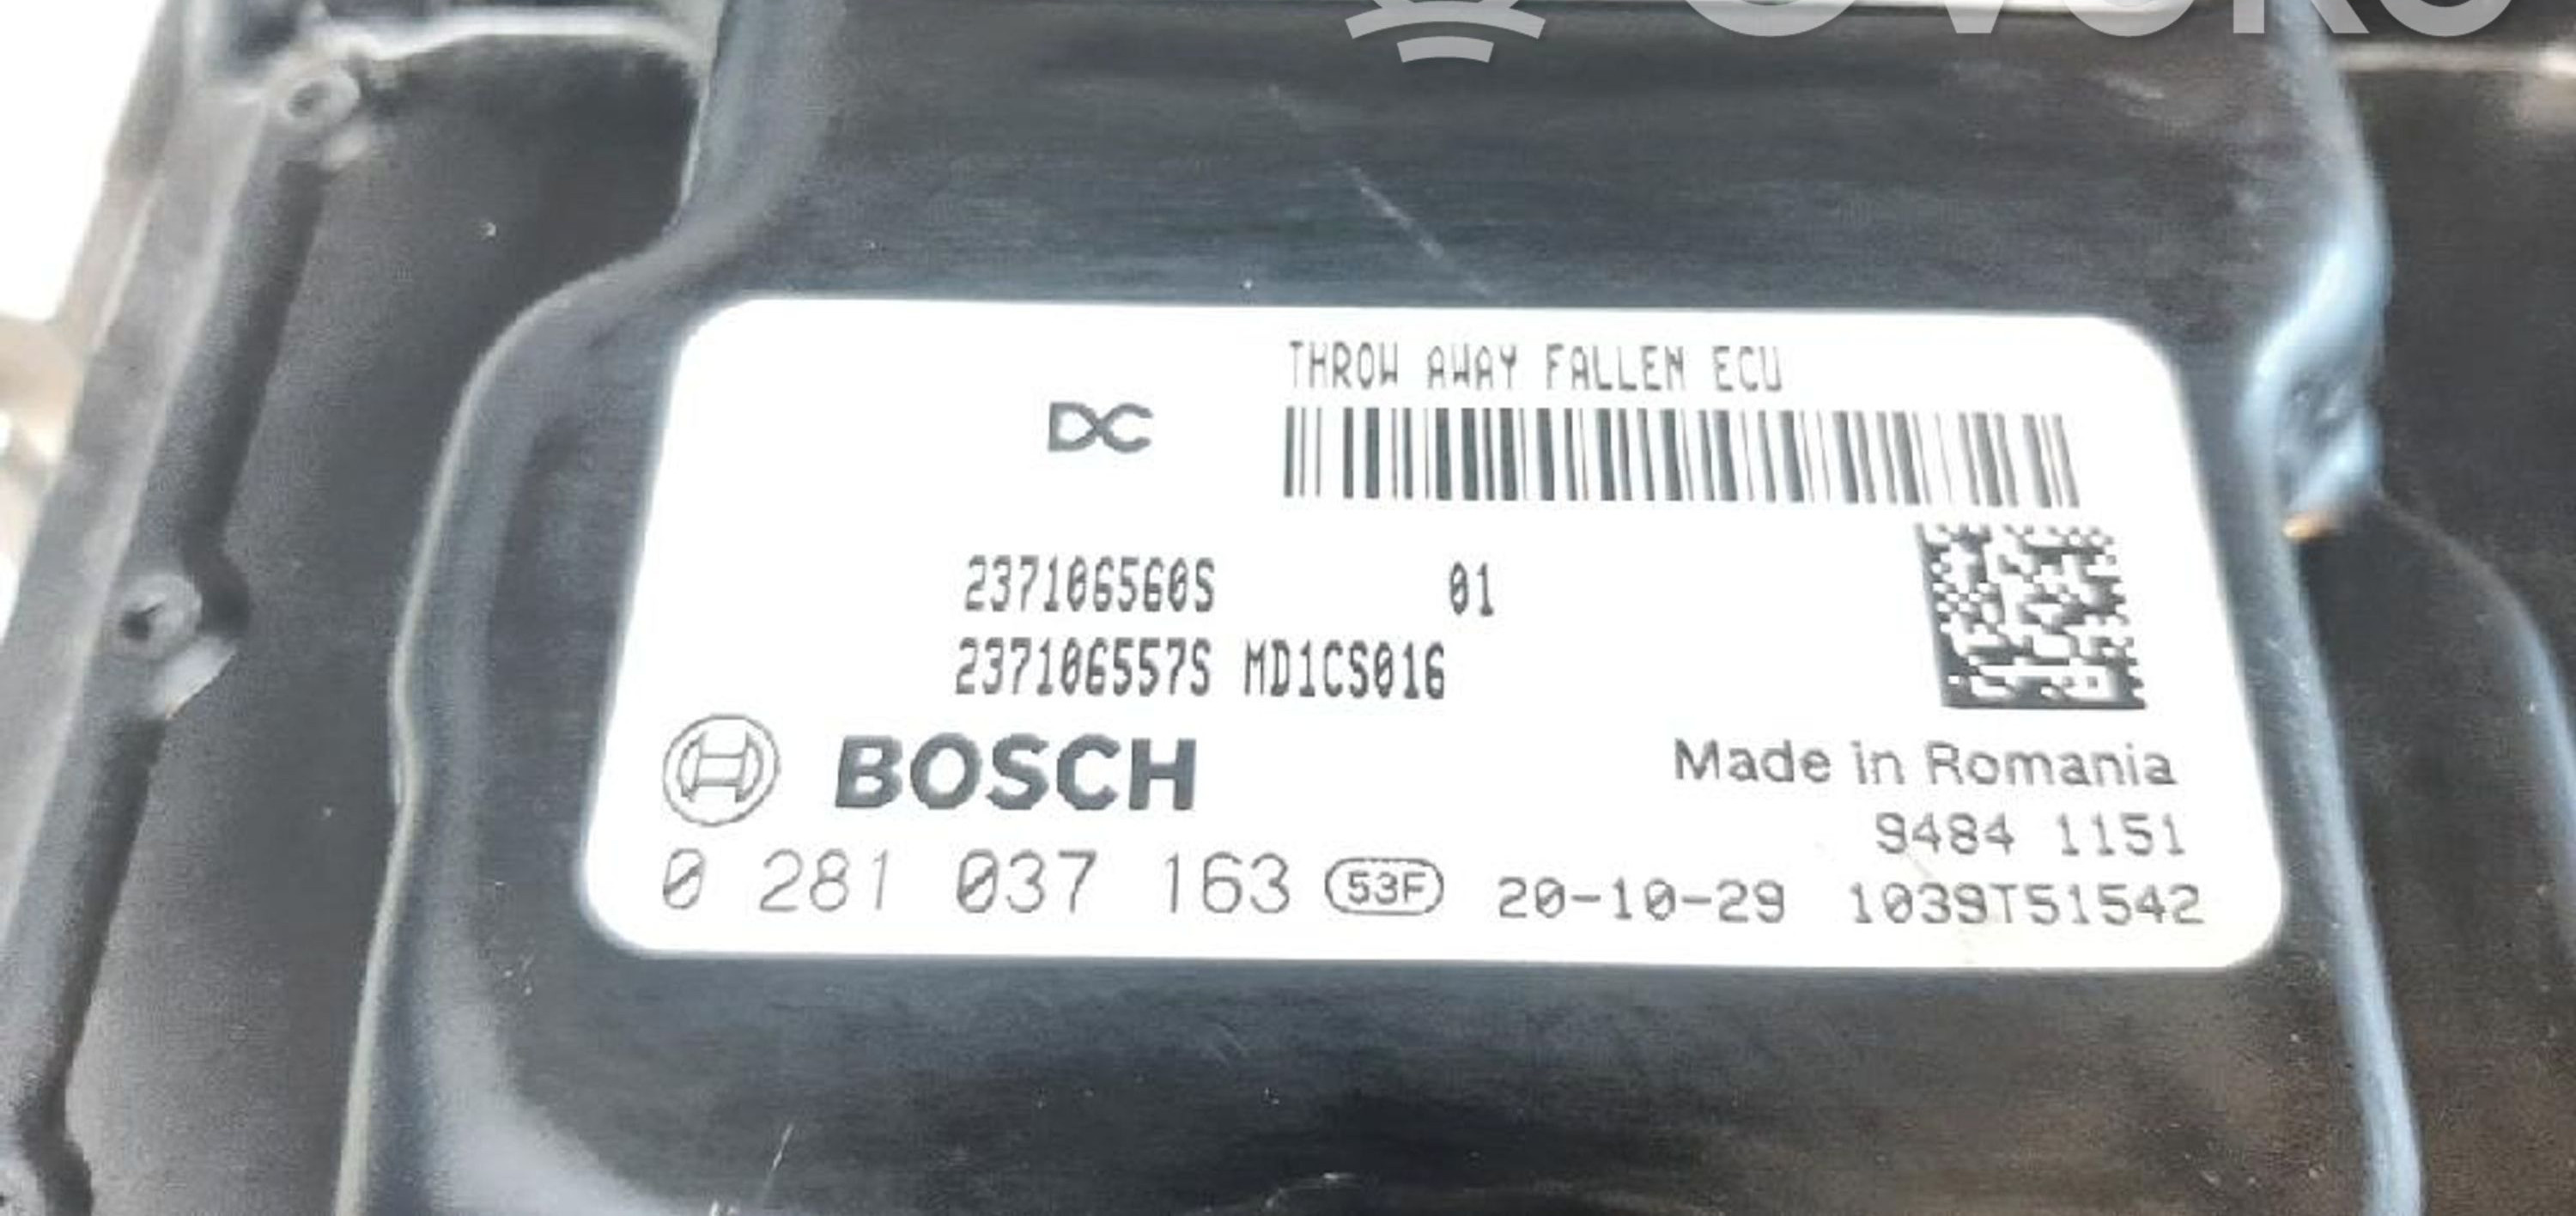 THROW AWAY FALLEN ECU
DC
237106560S 01
237106557S MD1CS016
BOSCH
Made in Romania
9484 1151
0 281 037 163 53F 20-10-29 1039T51542